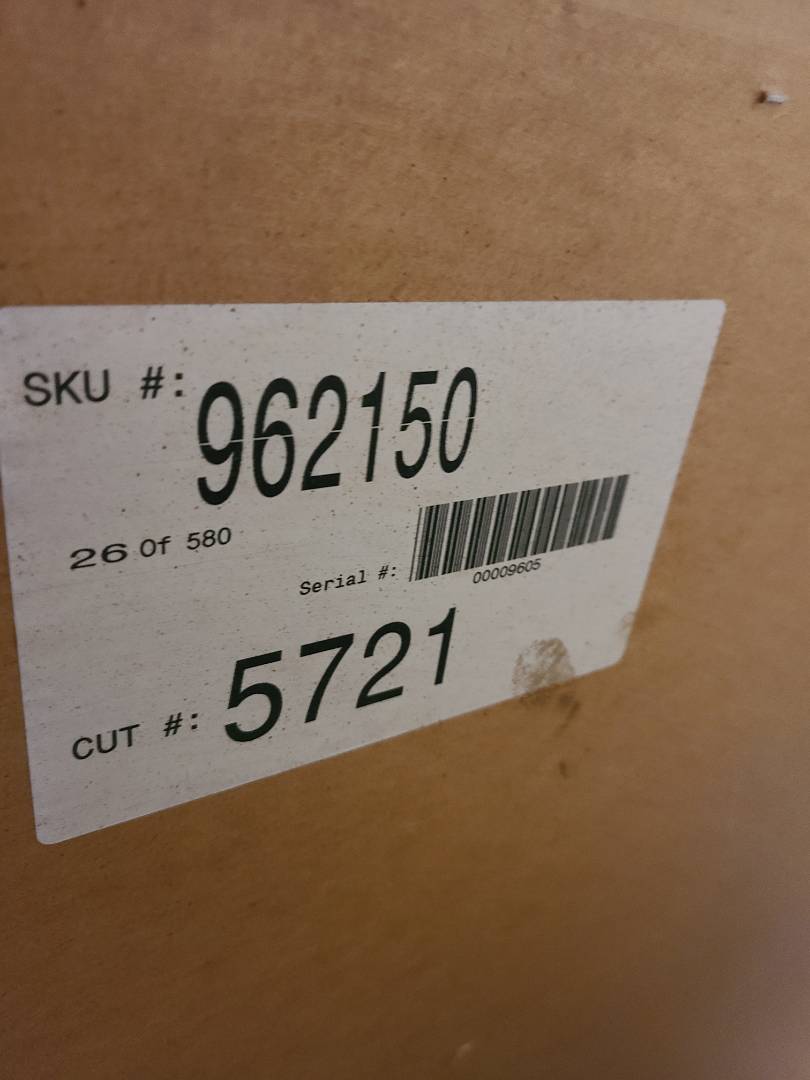 SKU #: 962150
26 Of 580
Serial #: 00009605
CUT #: 5721